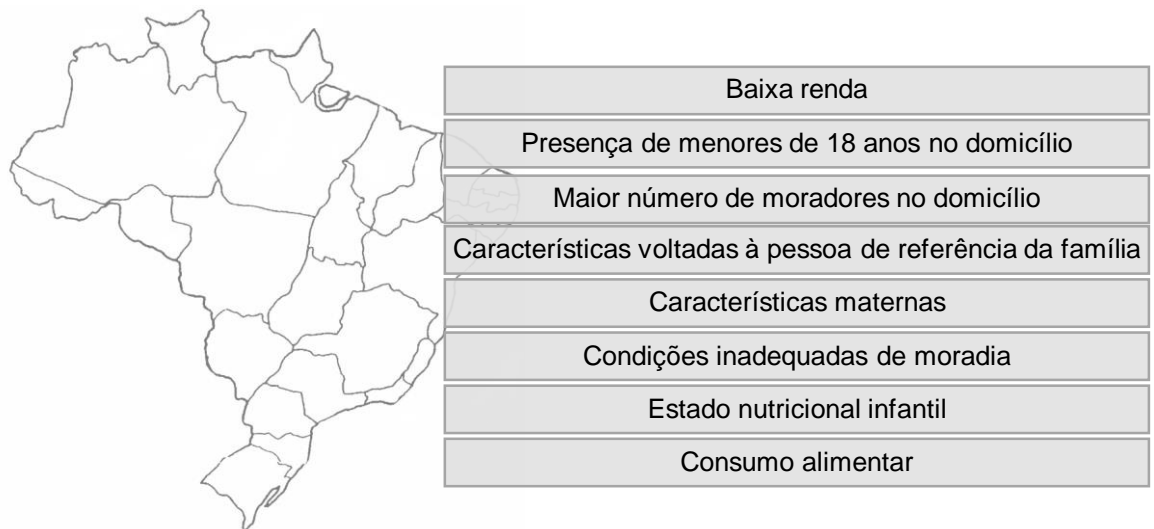 Baixa renda
Presença de menores de 18 anos no domicílio
Maior número de moradores no domicílio
Características voltadas à pessoa de referência da família
Características maternas
Condições inadequadas de moradia
Estado nutricional infantil
Consumo alimentar